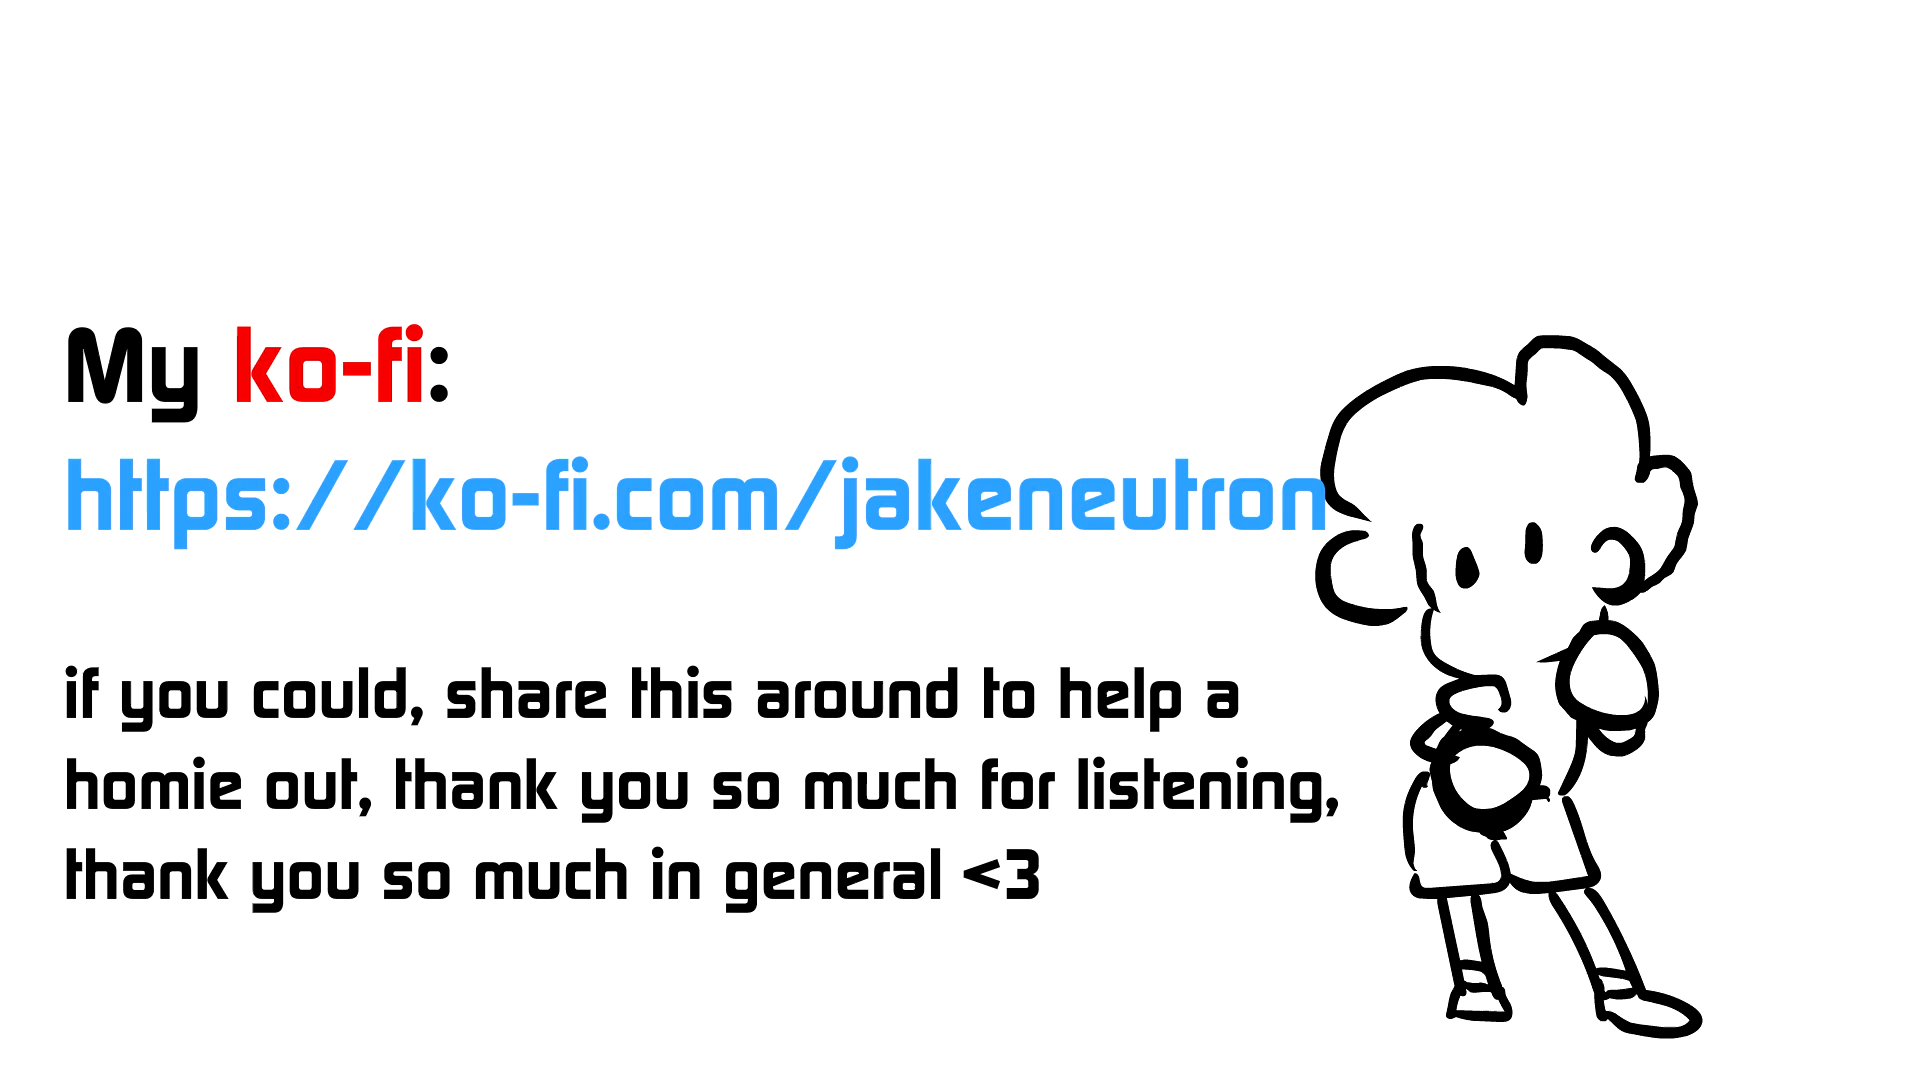 My ko-fi:
https://ko-fi.com/jakeneutron
if you could, share this around to help a
homie out, thank you so much for listening,
thank you so much in general <3